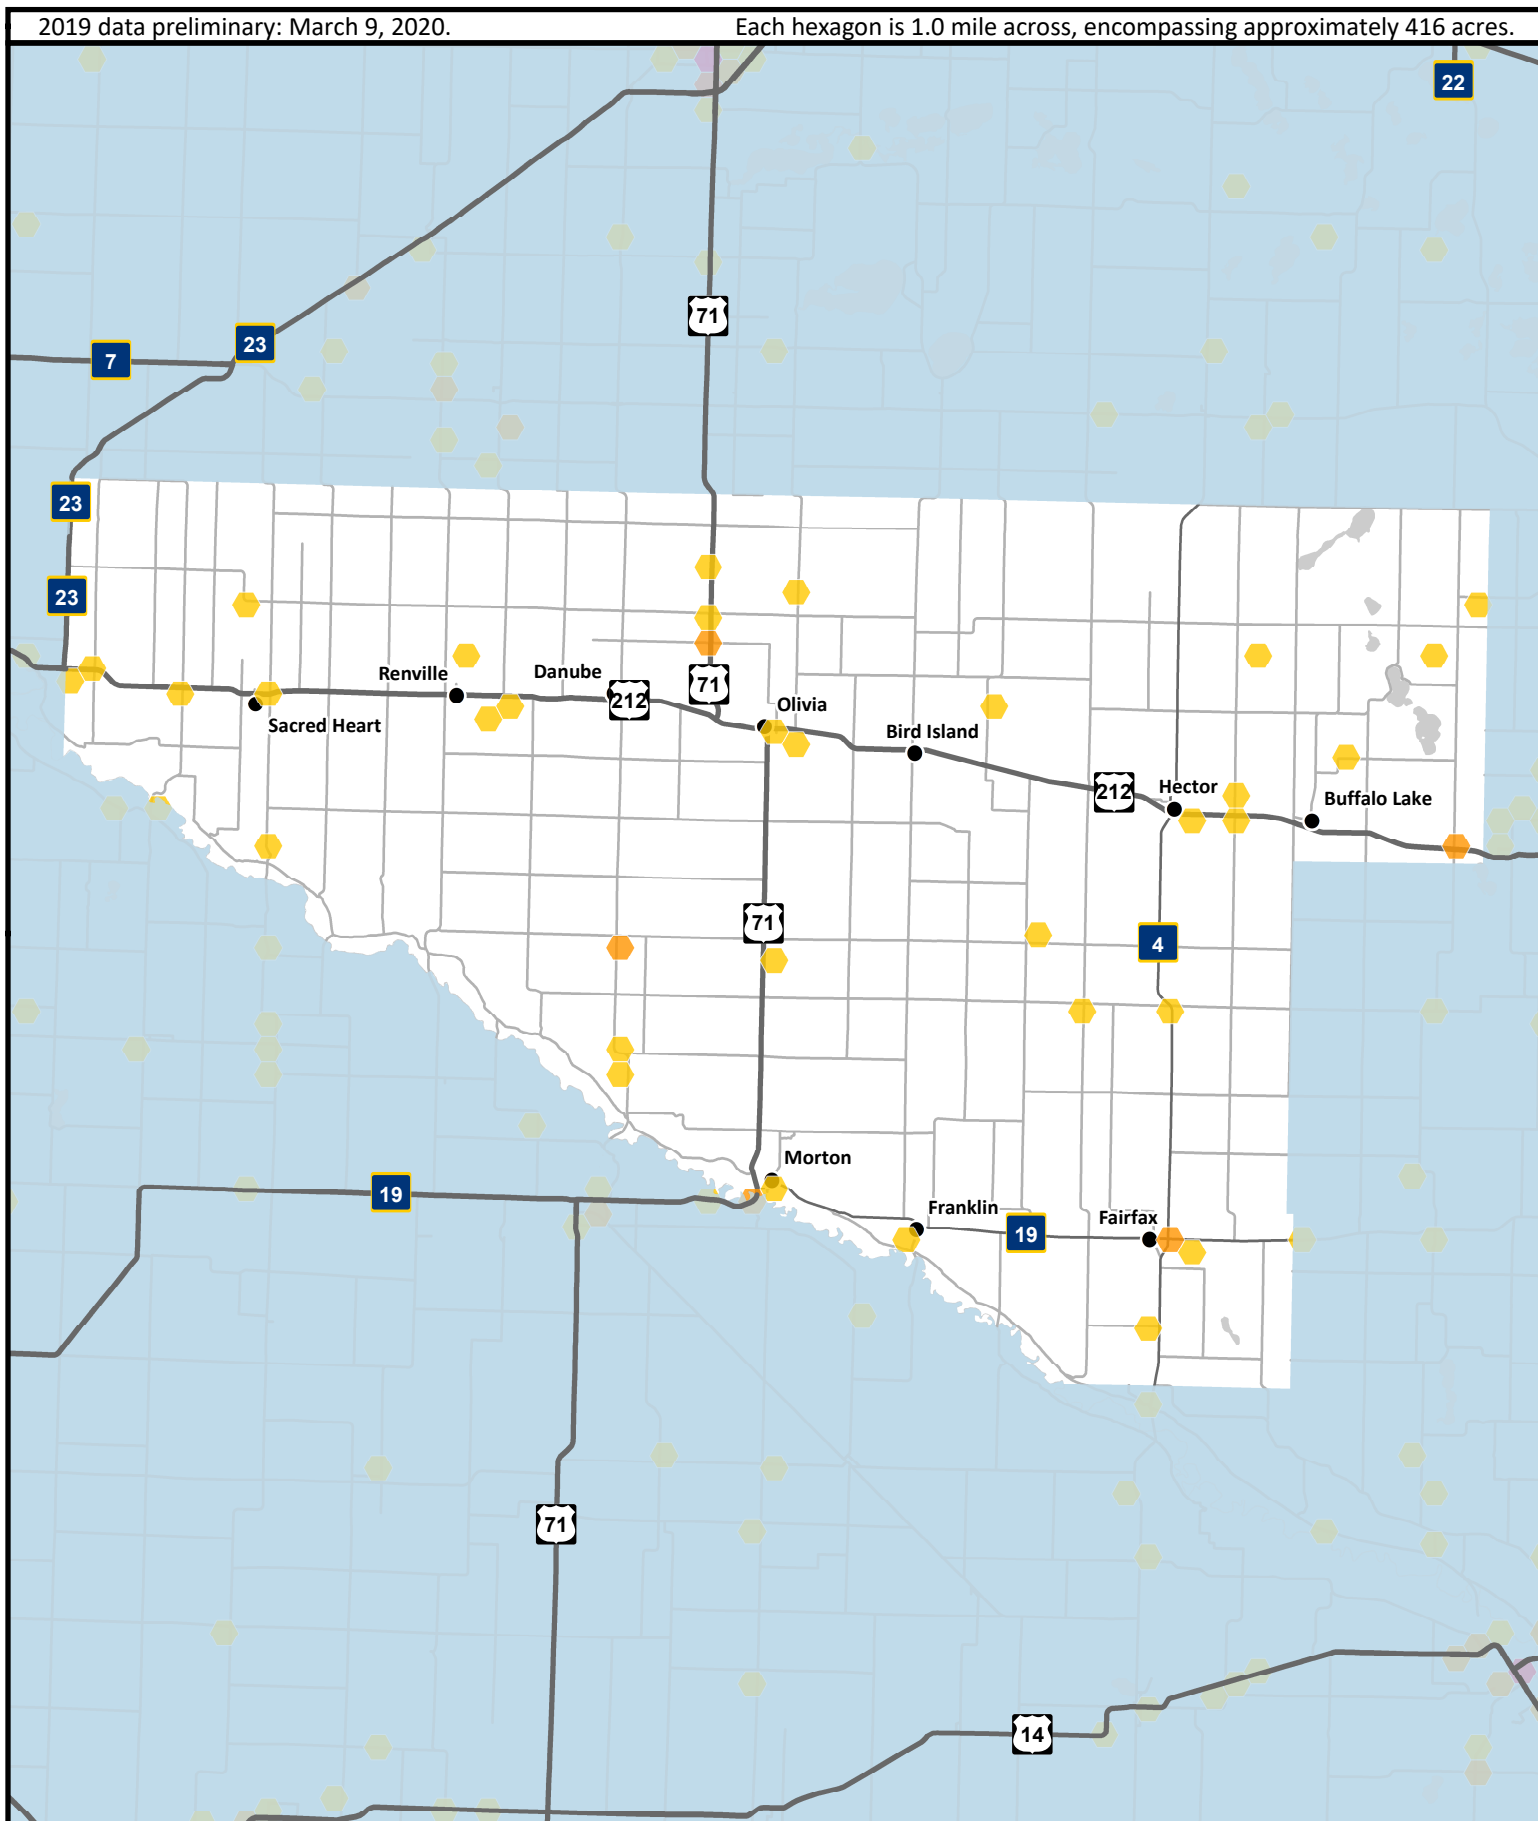 2019 data preliminary: March 9, 2020.
Each hexagon is 1.0 mile across, encompassing approximately 416 acres.
22
71
23
7
23
23
Renville
Danube
71
212
Olivia
Sacred Heart
Bird Island
212
Hector
Buffalo Lake
71
4
Morton
19
Franklin
19
Fairfax
71
14